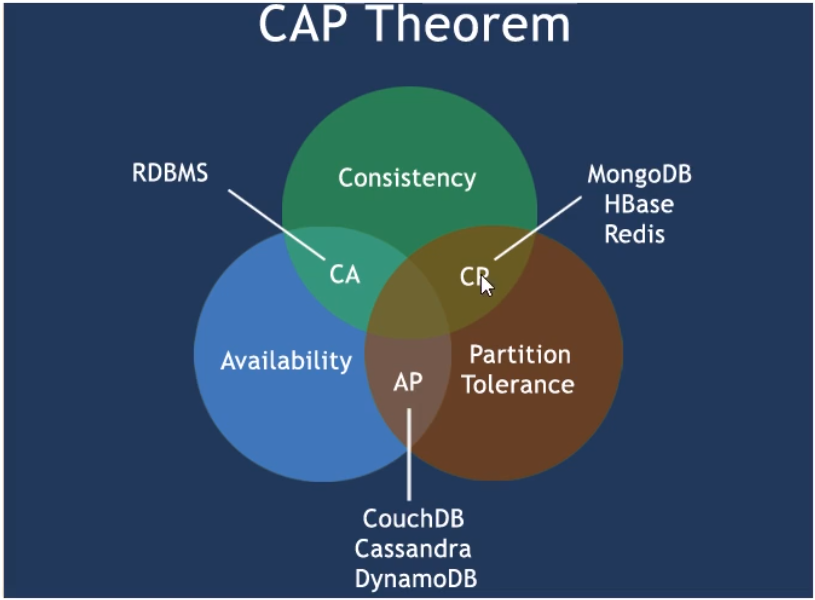 CAP Theorem
RDBMS
Consistency
MongoDB
HBase
Redis
CA
CP
Availability
Partition
Tolerance
AP
CouchDB
Cassandra
DynamoDB